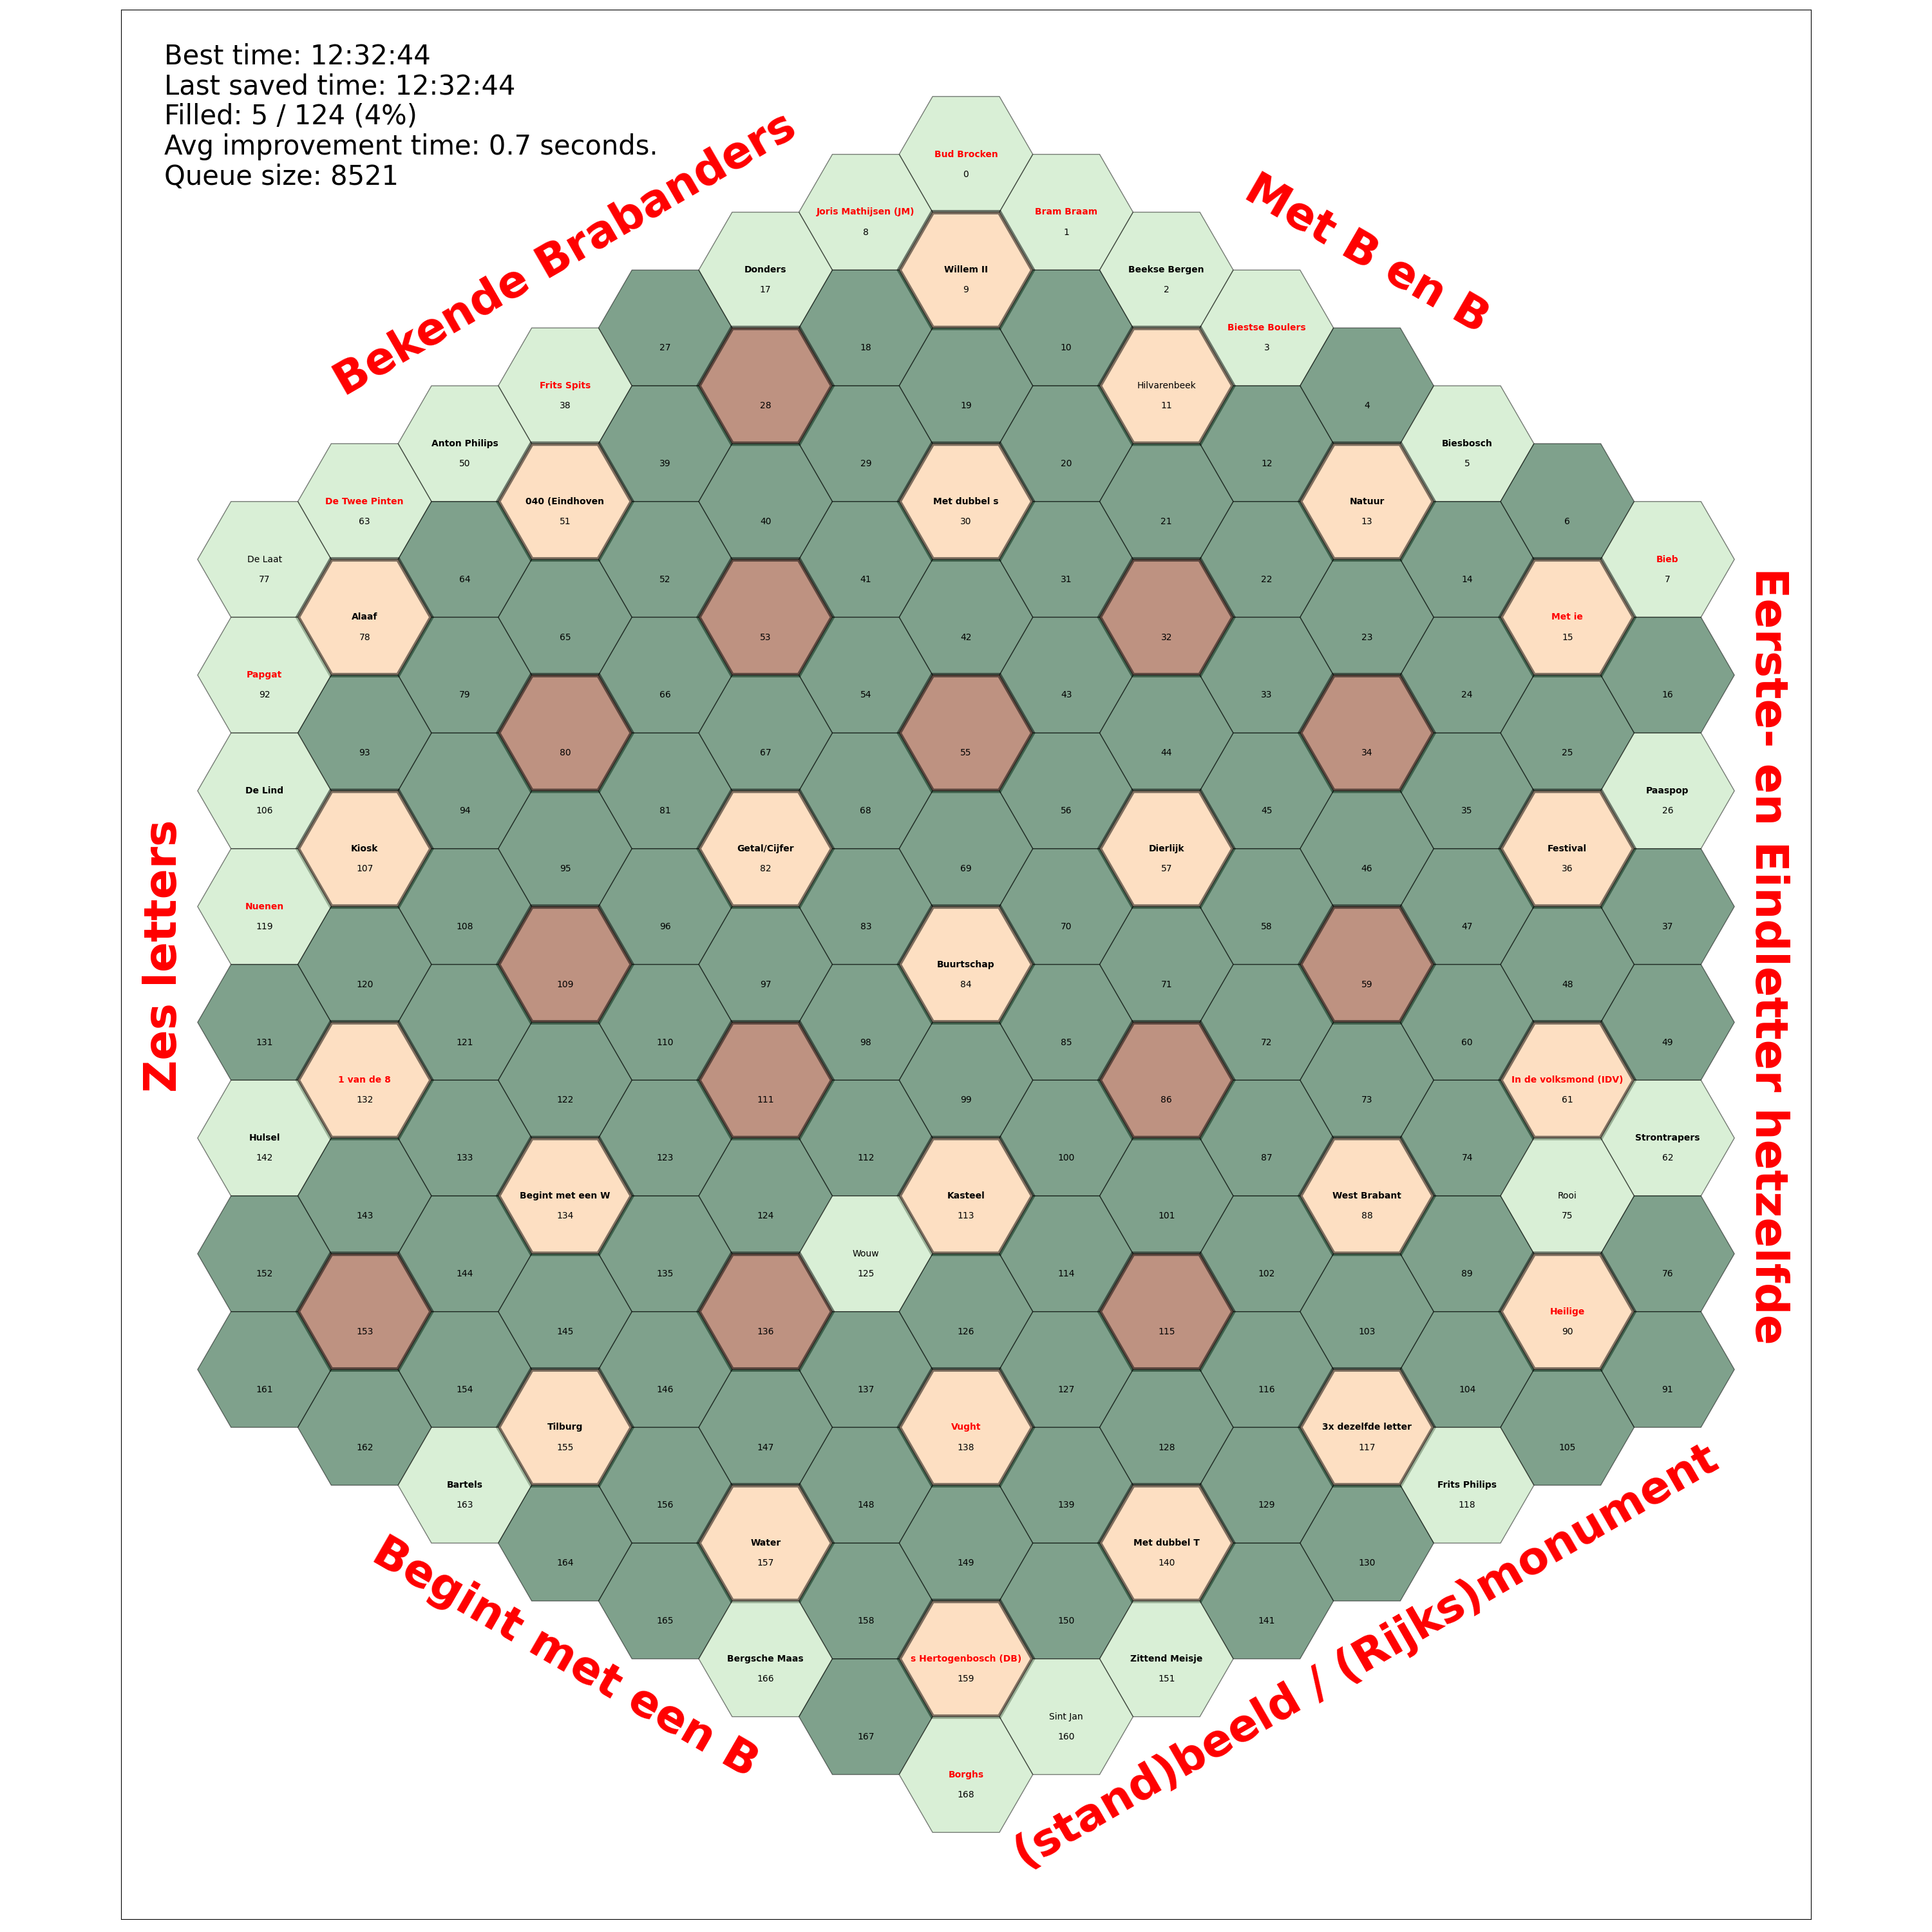 Best time: 12:32:44
Last saved time: 12:32:44
Filled: 5 / 124 (4%)
Avg improvement time: 0.7 seconds.
Queue size: 8521
Bekende Brabanders
Met B en B
Eerste- en Eindletter hetzelfde
(stand)beeld / (Rijks)monument
Begint met een B
Zes letters
Bud Brocken
0
Joris Mathijsen (JM)
8
Bram Braam
1
Donders
17
Willem II
9
Beekse Bergen
2
27
18
10
Biestse Boulers
3
Frits Spits
38
28
19
Hilvarenbeek
11
4
Anton Philips
50
39
29
20
12
Biesbosch
5
De Twee Pinten
63
040 (Eindhoven
51
40
Met dubbel s
30
21
Natuur
13
6
De Laat
77
64
52
41
31
22
14
Bieb
7
Alaaf
78
65
53
42
32
23
Met ie
15
Papgat
92
79
66
54
43
33
24
16
93
80
67
55
44
34
25
De Lind
106
94
81
68
56
45
35
Paaspop
26
Kiosk
107
95
Getal/Cijfer
82
69
Dierlijk
57
46
Festival
36
Nuenen
119
108
96
83
70
58
47
37
120
109
97
Buurtschap
84
71
59
48
131
121
110
98
85
72
60
49
1 van de 8
132
122
111
99
86
73
In de volksmond (IDV)
61
Hulsel
142
133
123
112
100
87
74
Strontrapers
62
143
Begint met een W
134
124
Kasteel
113
101
West Brabant
88
Rooi
75
152
144
135
Wouw
125
114
102
89
76
153
145
136
126
115
103
Heilige
90
161
154
146
137
127
116
104
91
162
Tilburg
155
147
Vught
138
128
3x dezelfde letter
117
105
Bartels
163
156
148
139
129
Frits Philips
118
164
Water
157
149
Met dubbel T
140
130
165
158
150
141
Bergsche Maas
166
s Hertogenbosch (DB)
159
Zittend Meisje
151
167
Sint Jan
160
Borghs
168